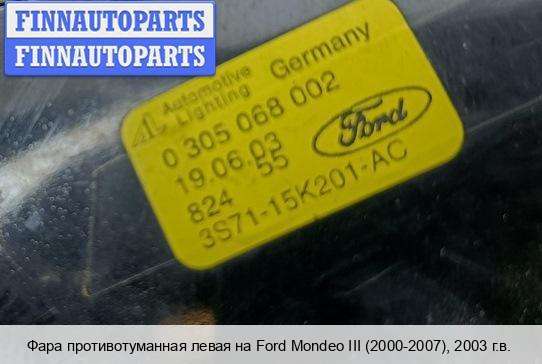 FINNAUTOPARTS
FINNAUTOPARTS
AL Automotive Lighting Germany
0 305 068 002
19.06.03
824 55
Ford
3S71-15K201-AC
Фара противотуманная левая на Ford Mondeo III (2000-2007), 2003 г.в.